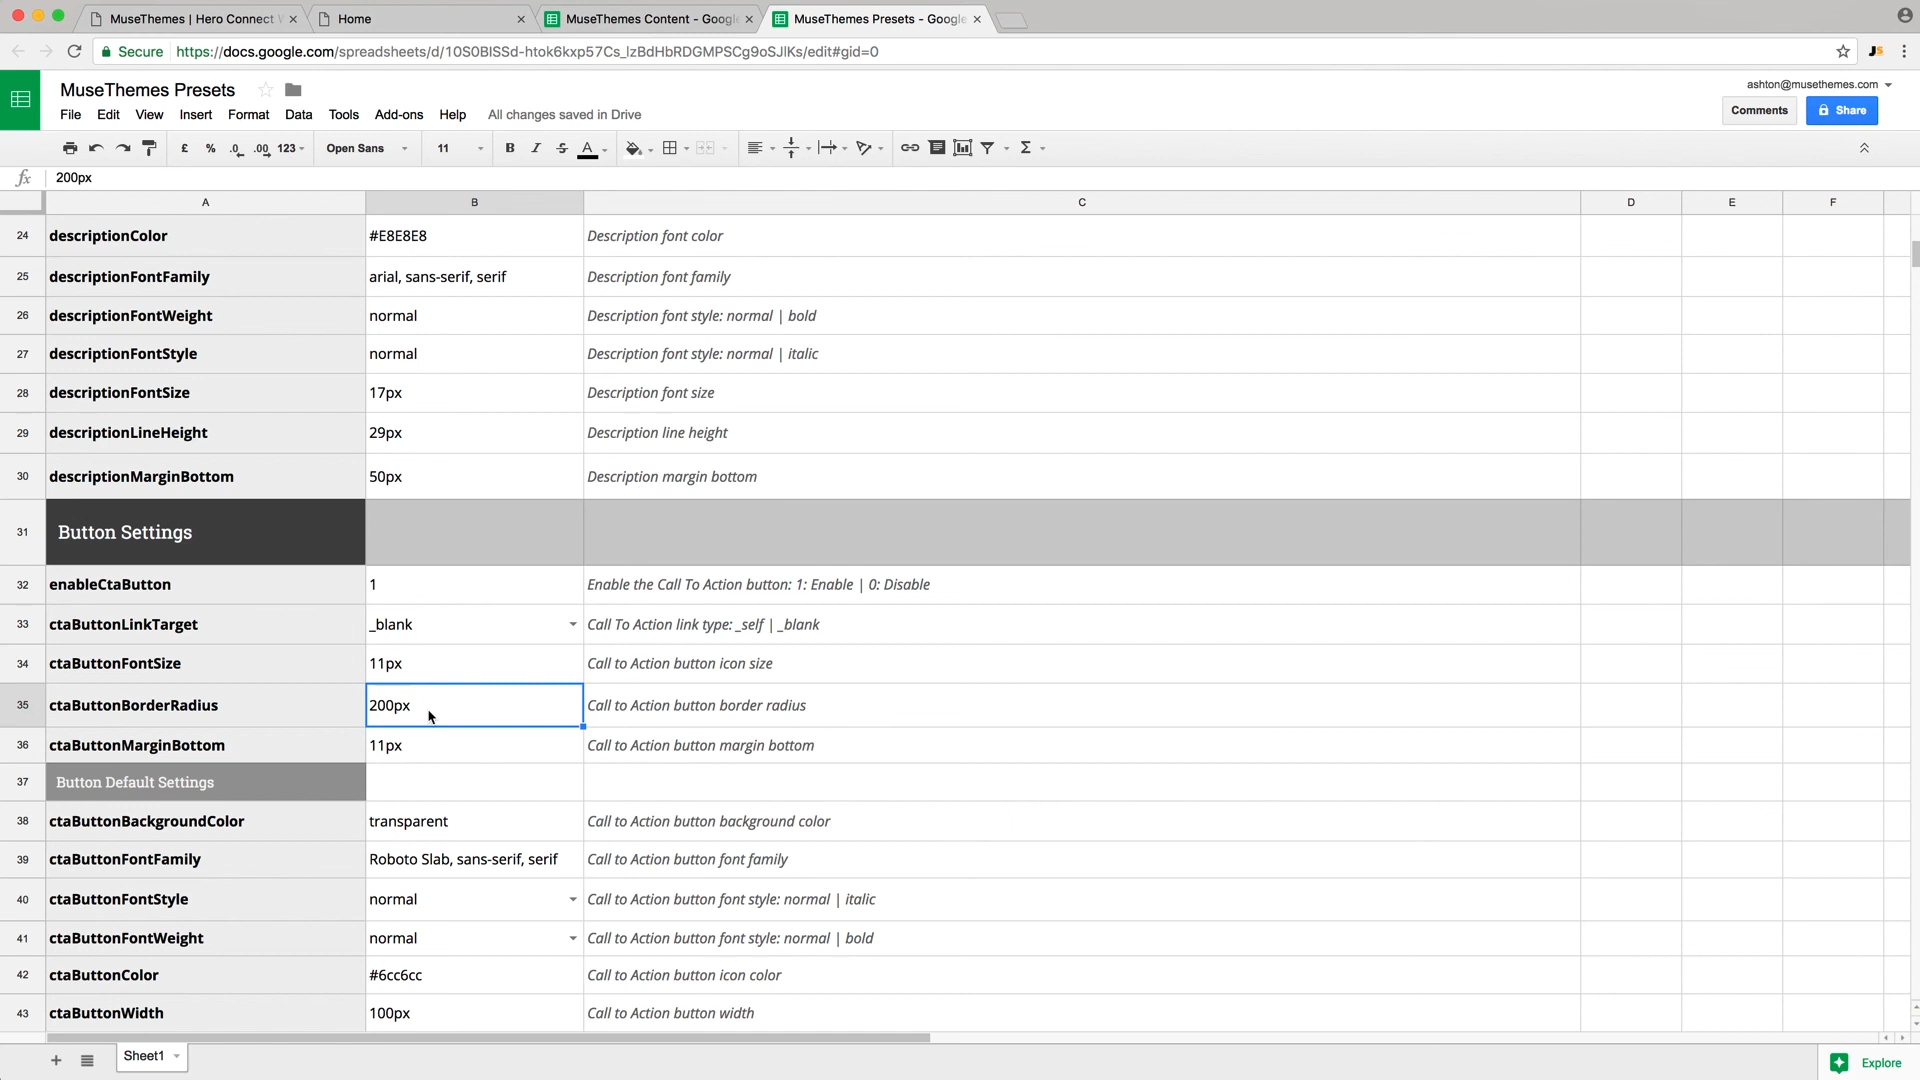 MuseThemes | Hero Connect W
Home
MuseThemes Content - Google
MuseThemes Presets - Google
Secure
https://docs.google.com/spreadsheets/d/10S0BISSd-htok6kxp57Cs_lzBdHbRDGMPSCg9oSJlKs/edit#gid=0
JS
MuseThemes Presets
ashton@musethemes.com
File Edit View Insert Format Data Tools Add-ons Help All changes saved in Drive
Comments
Share
£ % .0 .00 123 Open Sans 11 B I S A Σ
fx 200px
A B C D E F
24 descriptionColor #E8E8E8 Description font color
25 descriptionFontFamily arial, sans-serif, serif Description font family
26 descriptionFontWeight normal Description font style: normal | bold
27 descriptionFontStyle normal Description font style: normal | italic
28 descriptionFontSize 17px Description font size
29 descriptionLineHeight 29px Description line height
30 descriptionMarginBottom 50px Description margin bottom
31 Button Settings
32 enableCtaButton 1 Enable the Call To Action button: 1: Enable | 0: Disable
33 ctaButtonLinkTarget _blank Call To Action link type: _self | _blank
34 ctaButtonFontSize 11px Call to Action button icon size
35 ctaButtonBorderRadius 200px Call to Action button border radius
36 ctaButtonMarginBottom 11px Call to Action button margin bottom
37 Button Default Settings
38 ctaButtonBackgroundColor transparent Call to Action button background color
39 ctaButtonFontFamily Roboto Slab, sans-serif, serif Call to Action button font family
40 ctaButtonFontStyle normal Call to Action button font style: normal | italic
41 ctaButtonFontWeight normal Call to Action button font style: normal | bold
42 ctaButtonColor #6cc6cc Call to Action button icon color
43 ctaButtonWidth 100px Call to Action button width
Sheet1
Explore